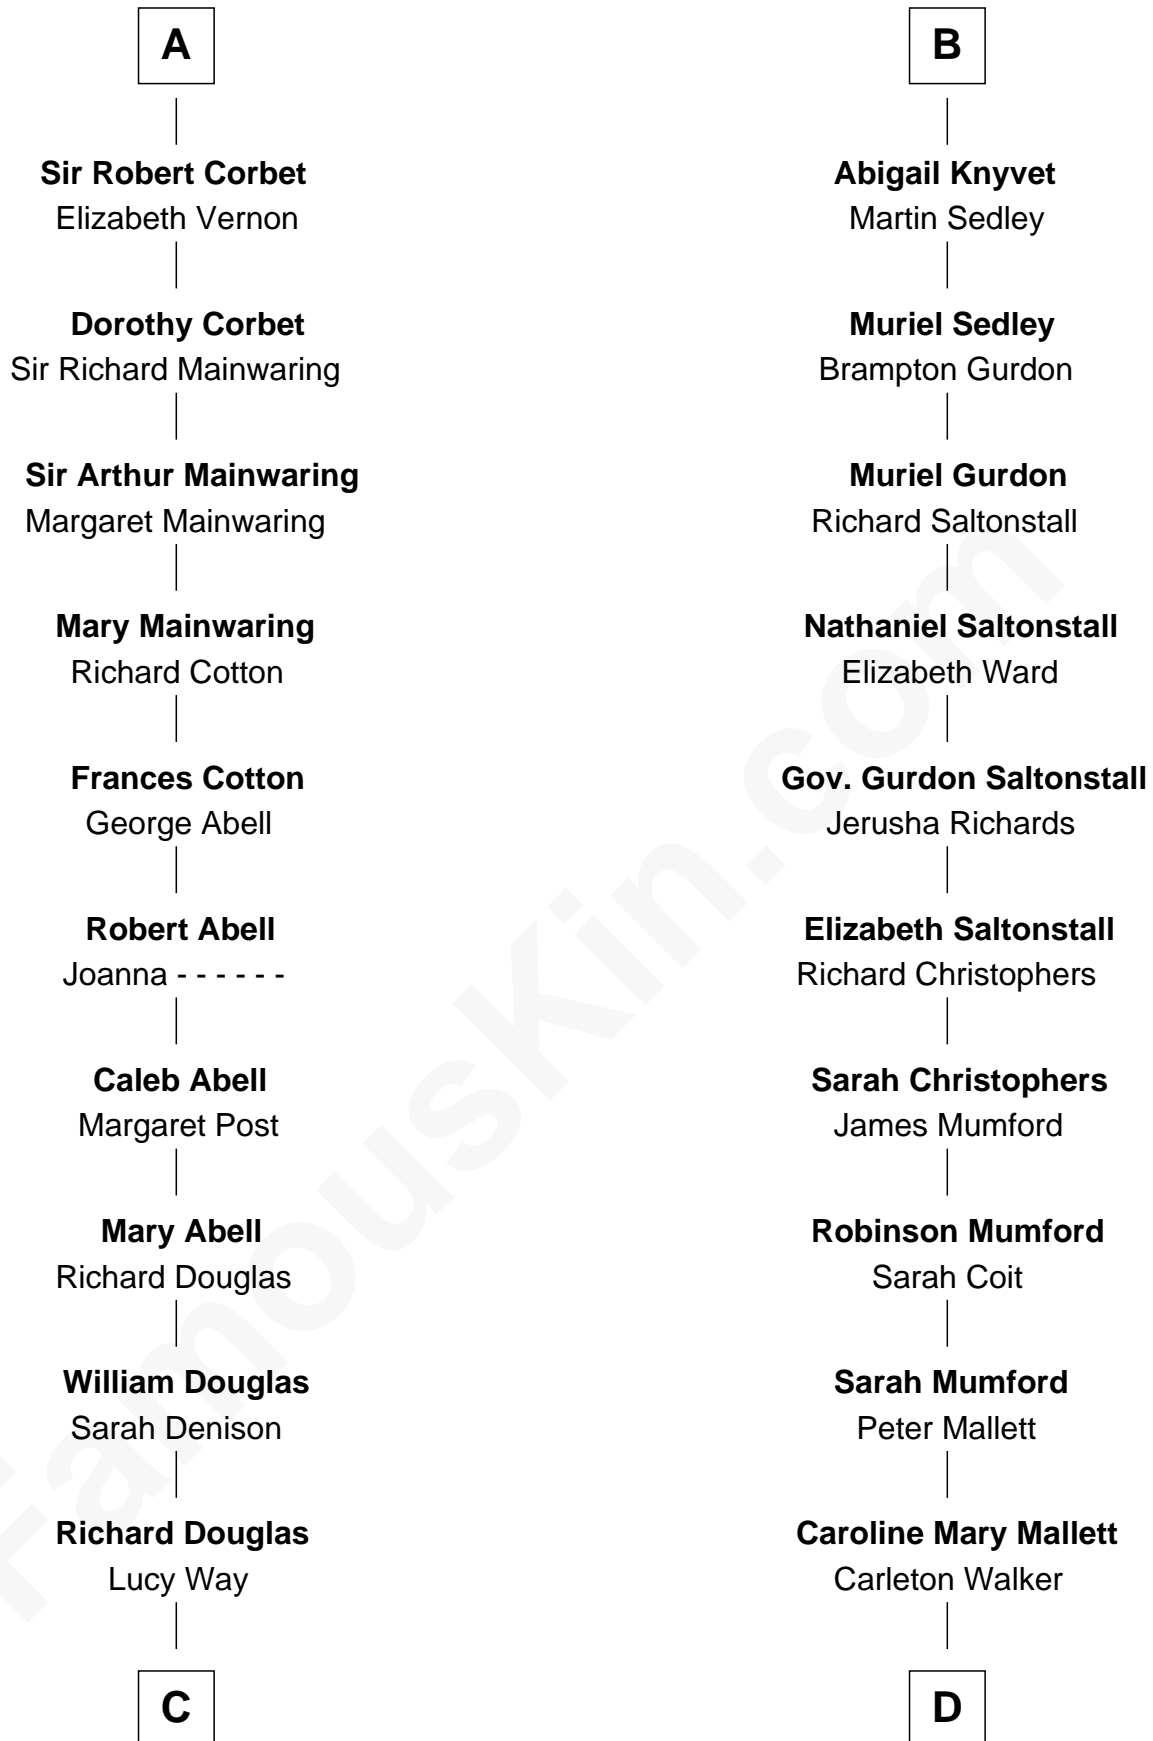 A
Sir Robert Corbet
Elizabeth Vernon
Dorothy Corbet
Sir Richard Mainwaring
Sir Arthur Mainwaring
Margaret Mainwaring
Mary Mainwaring
Richard Cotton
Frances Cotton
George Abell
Robert Abell
Joanna - - - - - -
Caleb Abell
Margaret Post
Mary Abell
Richard Douglas
William Douglas
Sarah Denison
Richard Douglas
Lucy Way
C
B
Abigail Knyvet
Martin Sedley
Muriel Sedley
Brampton Gurdon
Muriel Gurdon
Richard Saltonstall
Nathaniel Saltonstall
Elizabeth Ward
Gov. Gurdon Saltonstall
Jerusha Richards
Elizabeth Saltonstall
Richard Christophers
Sarah Christophers
James Mumford
Robinson Mumford
Sarah Coit
Sarah Mumford
Peter Mallett
Caroline Mary Mallett
Carleton Walker
D
FamousKin.com